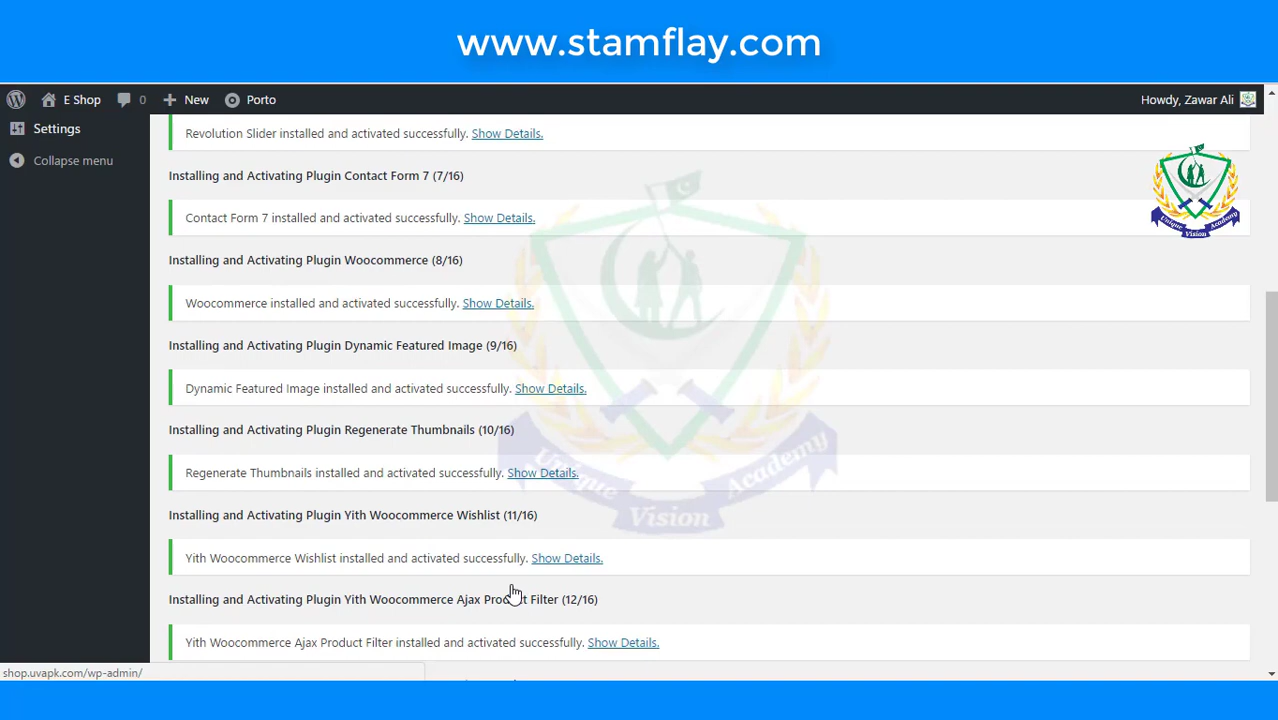 www.stamflay.com
E Shop
0
New
Porto
Howdy, Zawar Ali
Settings
Collapse menu
Revolution Slider installed and activated successfully. Show Details.
Installing and Activating Plugin Contact Form 7 (7/16)
Contact Form 7 installed and activated successfully. Show Details.
Installing and Activating Plugin Woocommerce (8/16)
Woocommerce installed and activated successfully. Show Details.
Installing and Activating Plugin Dynamic Featured Image (9/16)
Dynamic Featured Image installed and activated successfully. Show Details.
Installing and Activating Plugin Regenerate Thumbnails (10/16)
Regenerate Thumbnails installed and activated successfully. Show Details.
Installing and Activating Plugin Yith Woocommerce Wishlist (11/16)
Yith Woocommerce Wishlist installed and activated successfully. Show Details.
Installing and Activating Plugin Yith Woocommerce Ajax Product Filter (12/16)
Yith Woocommerce Ajax Product Filter installed and activated successfully. Show Details.
shop.uvapk.com/wp-admin/
Unique Vision Academy
Unique Vision Academy